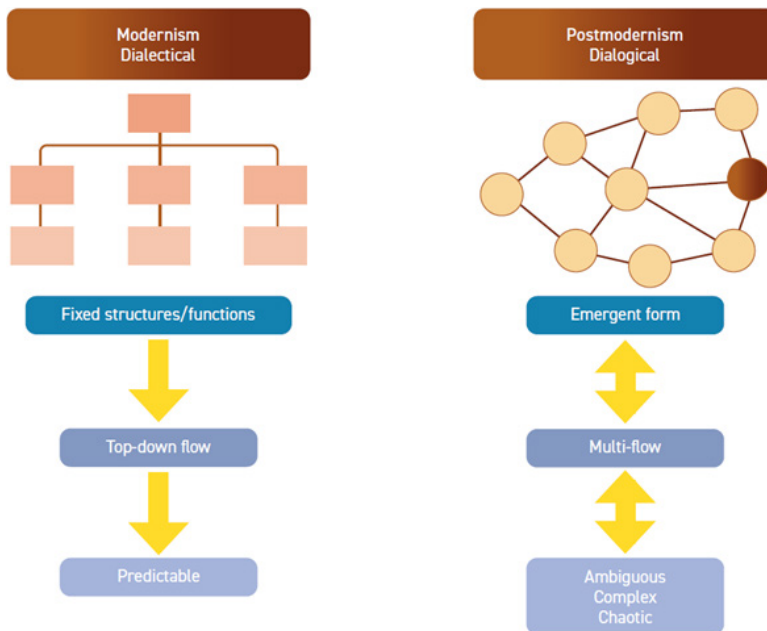 Modernism
Dialectical
Postmodernism
Dialogical
Fixed structures/functions
Emergent form
Top-down flow
Multi-flow
Predictable
Ambiguous
Complex
Chaotic